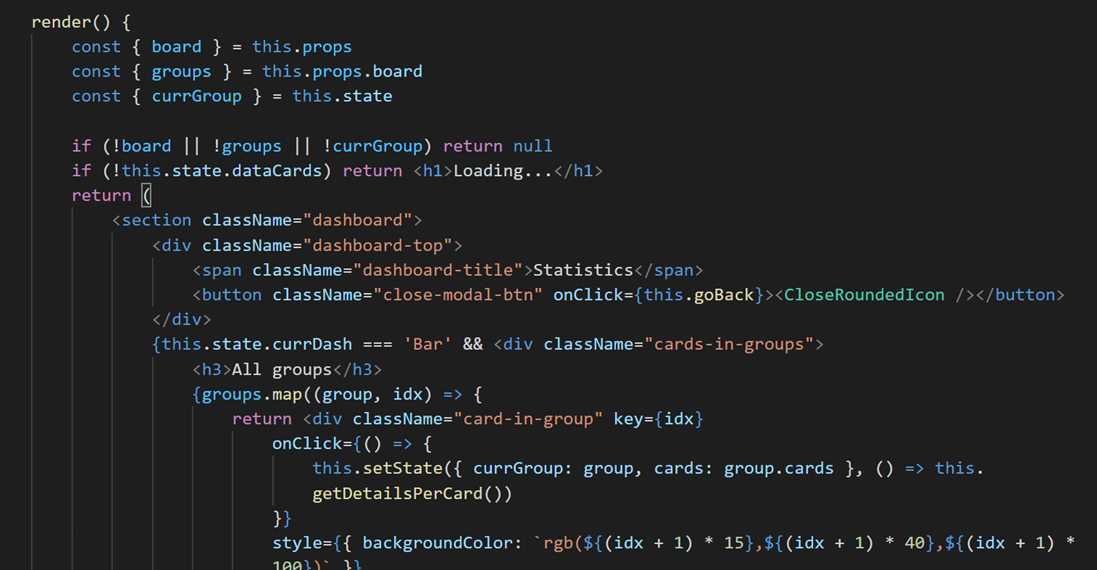 render() {
const { board } = this.props
const { groups } = this.props.board
const { currGroup } = this.state
if (!board || !groups || !currGroup) return null
if (!this.state.dataCards) return <h1>Loading...</h1>
return (
<section className="dashboard">
<div className="dashboard-top">
<span className="dashboard-title">Statistics</span>
<button className="close-modal-btn" onClick={this.goBack}><CloseRoundedIcon /></button>
</div>
{this.state.currDash === 'Bar' && <div className="cards-in-groups">
<h3>All groups</h3>
{groups.map((group, idx) => {
return <div className="card-in-group" key={idx}
onClick={() => {
this.setState({ currGroup: group, cards: group.cards }, () => this.
getDetailsPerCard())
}}
style={{ backgroundColor: `rgb(${(idx + 1) * 15},${(idx + 1) * 40},${(idx + 1) *
100})` }}